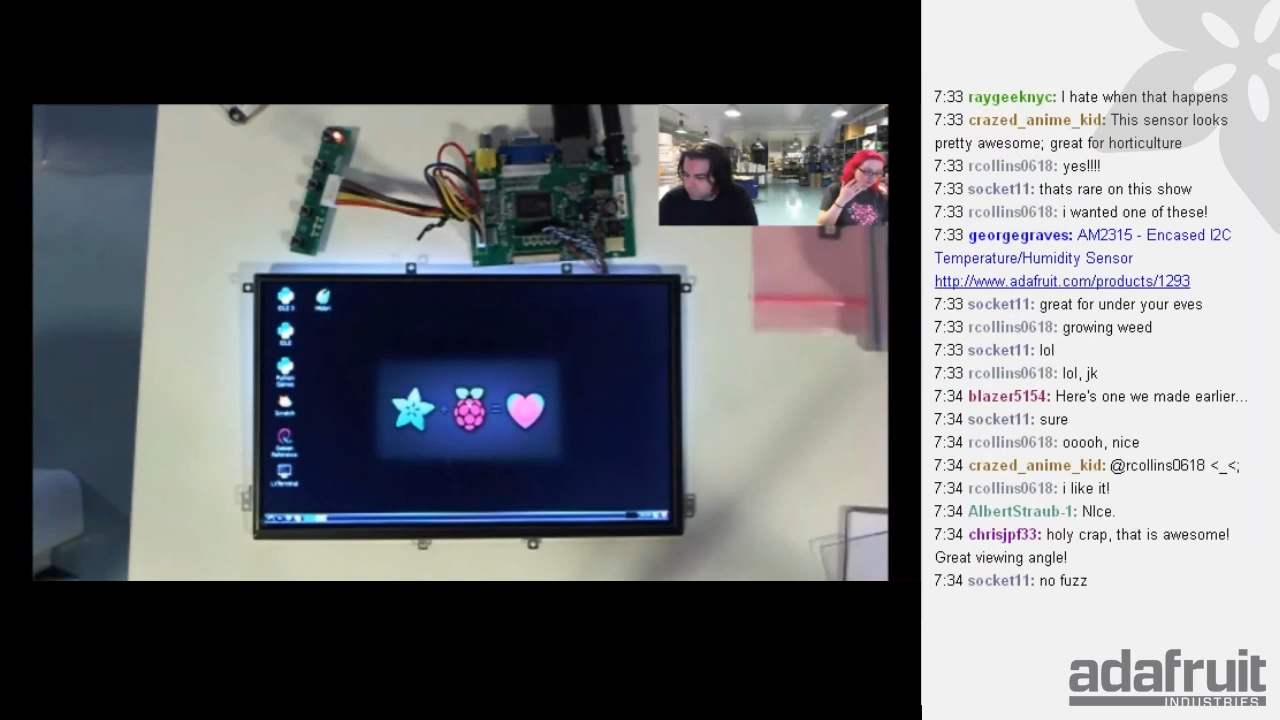 7:33 raygeeknyc: I hate when that happens
7:33 crazed_anime_kid: This sensor looks
pretty awesome; great for horticulture
7:33 rcollins0618: yes!!!!
7:33 socket11: thats rare on this show
7:33 rcollins0618: i wanted one of these!
7:33 georgegraves: AM2315 - Encased I2C
Temperature/Humidity Sensor
http://www.adafruit.com/products/1293
7:33 socket11: great for under your eves
7:33 rcollins0618: growing weed
7:33 socket11: lol
7:33 rcollins0618: lol, jk
7:34 blazer5154: Here's one we made earlier...
7:34 socket11: sure
7:34 rcollins0618: ooooh, nice
7:34 crazed_anime_kid: @rcollins0618 <_<;
7:34 rcollins0618: i like it!
7:34 AlbertStraub-1: NIce.
7:34 chrisjpf33: holy crap, that is awesome!
Great viewing angle!
7:34 socket11: no fuzz
adafruit
INDUSTRIES
IDLE 3
IDLE
Python
Games
Scratch